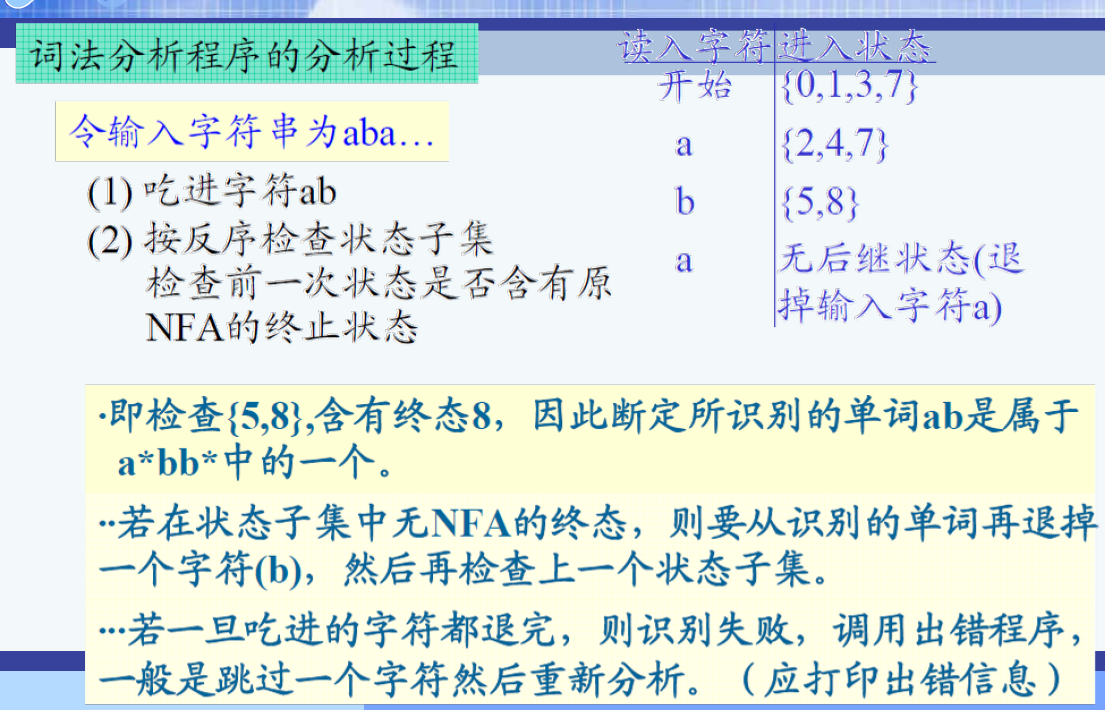 词法分析程序的分析过程
令输入字符串为aba…
(1) 吃进字符ab
(2) 按反序检查状态子集
检查前一次状态是否含有原
NFA的终止状态
读入字符 进入状态
开始 {0,1,3,7}
a {2,4,7}
b {5,8}
a 无后继状态(退
掉输入字符a)
·即检查{5,8},含有终态8，因此断定所识别的单词ab是属于
a*bb*中的一个。
··若在状态子集中无NFA的终态，则要从识别的单词再退掉
一个字符(b)，然后再检查上一个状态子集。
···若一旦吃进的字符都退完，则识别失败，调用出错程序，
一般是跳过一个字符然后重新分析。（应打印出错信息）